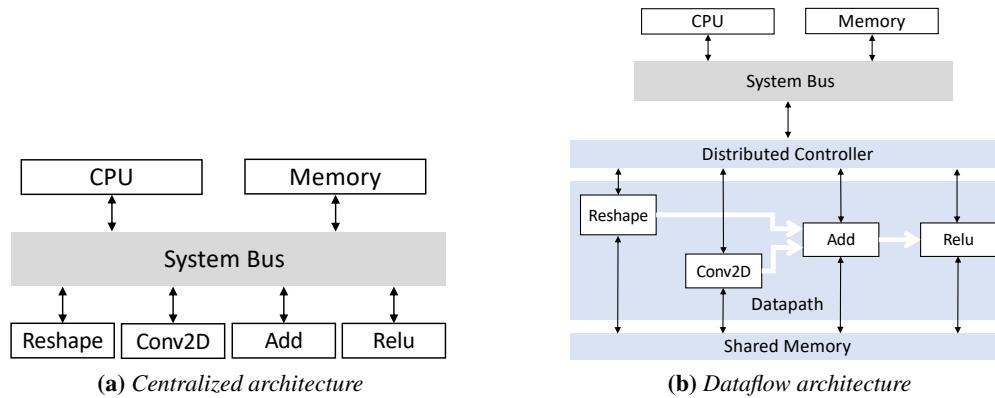 CPU
Memory
System Bus
Reshape
Conv2D
Add
Relu
(a) Centralized architecture
CPU
Memory
System Bus
Distributed Controller
Reshape
Add
Relu
Conv2D
Datapath
Shared Memory
(b) Dataflow architecture